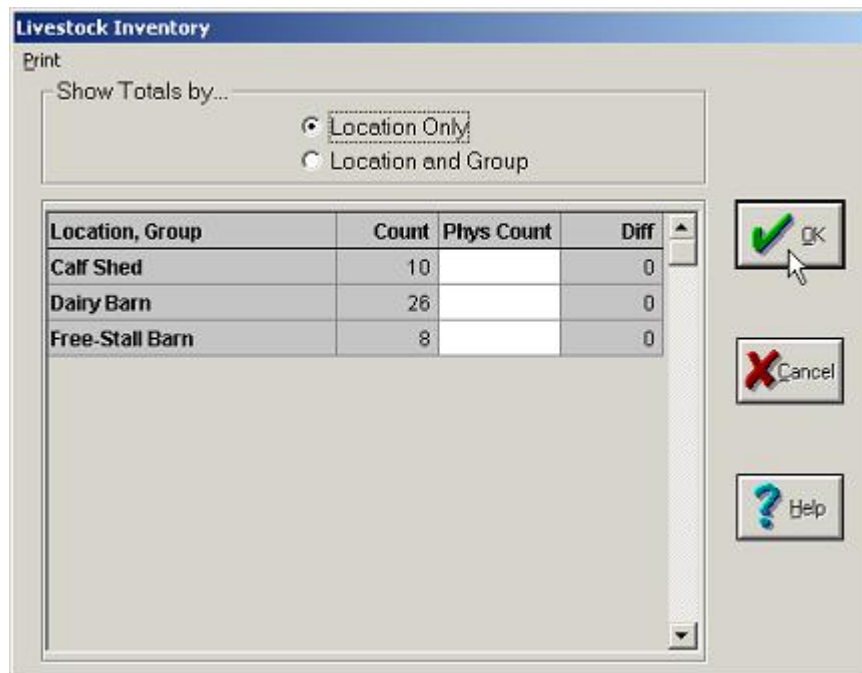 Livestock Inventory
Print
Show Totals by...
Location Only
Location and Group
Location, Group Count Phys Count Diff
Calf Shed 10 0
Dairy Barn 26 0
Free-Stall Barn 8 0
OK
Cancel
Help